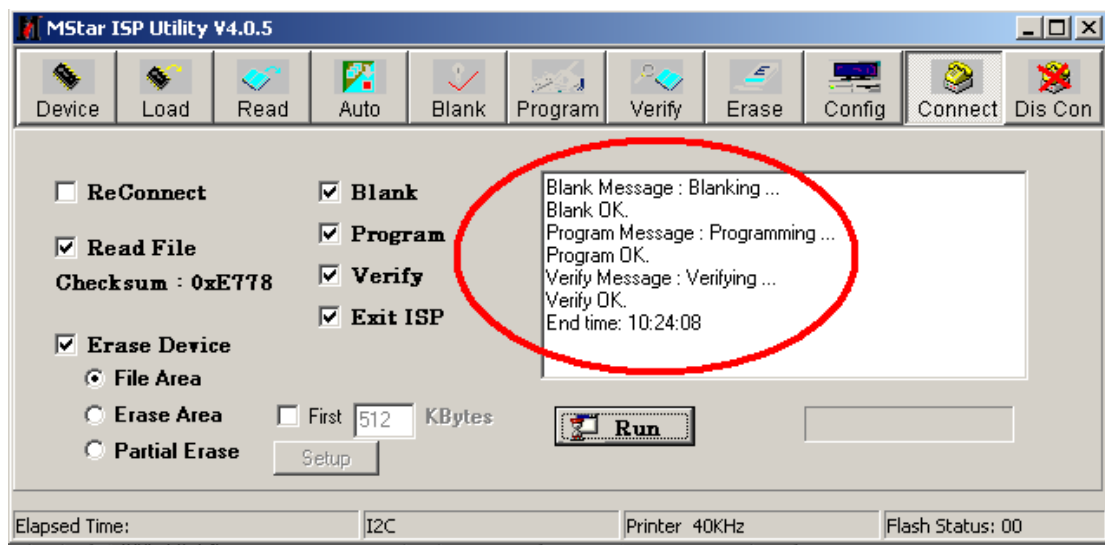 MStar ISP Utility V4.0.5
Device Load Read Auto Blank Program Verify Erase Config Connect Dis Con
ReConnect
Read File
Checksum : 0xE778
Erase Device
File Area
Erase Area
Partial Erase
Blank
Program
Verify
Exit ISP
First 512 KBytes
Setup
Blank Message : Blanking ...
Blank OK.
Program Message : Programming ...
Program OK.
Verify Message : Verifying ...
Verify OK.
End time: 10:24:08
Run
Elapsed Time: I2C Printer 40KHz Flash Status: 00